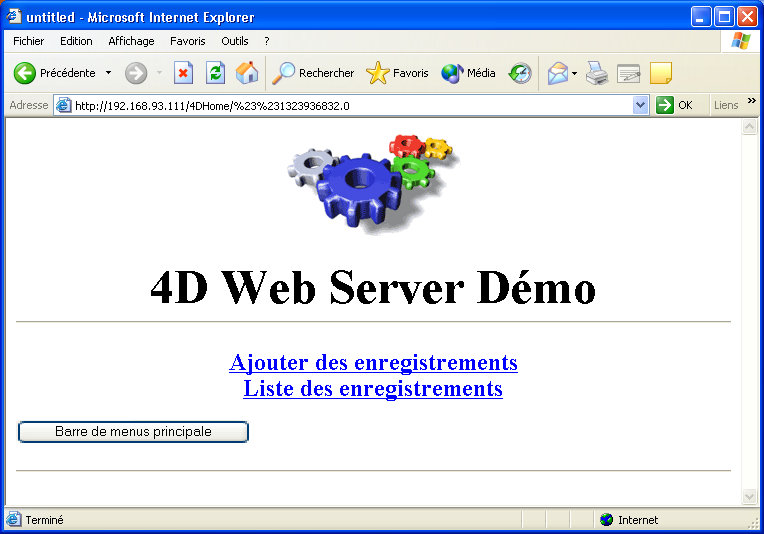 untitled - Microsoft Internet Explorer
Fichier Edition Affichage Favoris Outils ?
Précédente Rechercher Favoris Média
Adresse http://192.168.93.111/4DHome/%23%231323936832.0 OK Liens »
4D Web Server Démo
Ajouter des enregistrements
Liste des enregistrements
Barre de menus principale
Terminé Internet